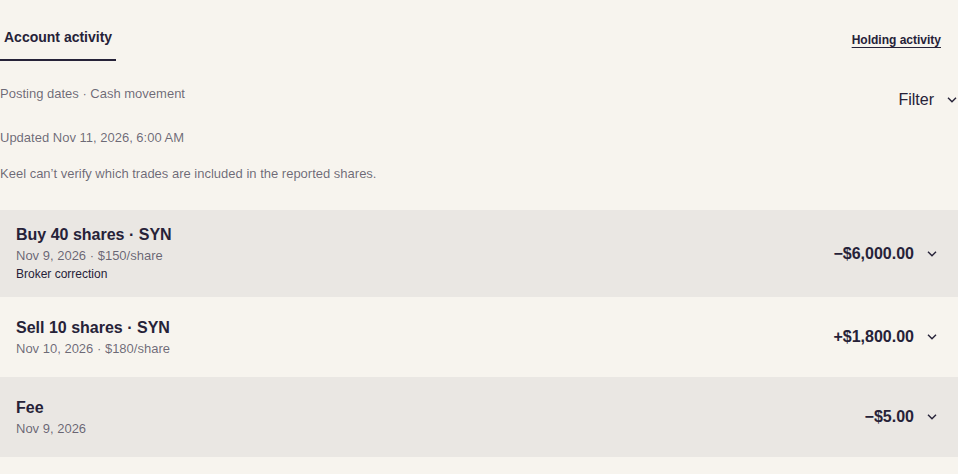 Account activity
Holding activity
Posting dates · Cash movement
Filter
Updated Nov 11, 2026, 6:00 AM
Keel can’t verify which trades are included in the reported shares.
Buy 40 shares · SYN
Nov 9, 2026 · $150/share
Broker correction
−$6,000.00
Sell 10 shares · SYN
Nov 10, 2026 · $180/share
+$1,800.00
Fee
Nov 9, 2026
−$5.00